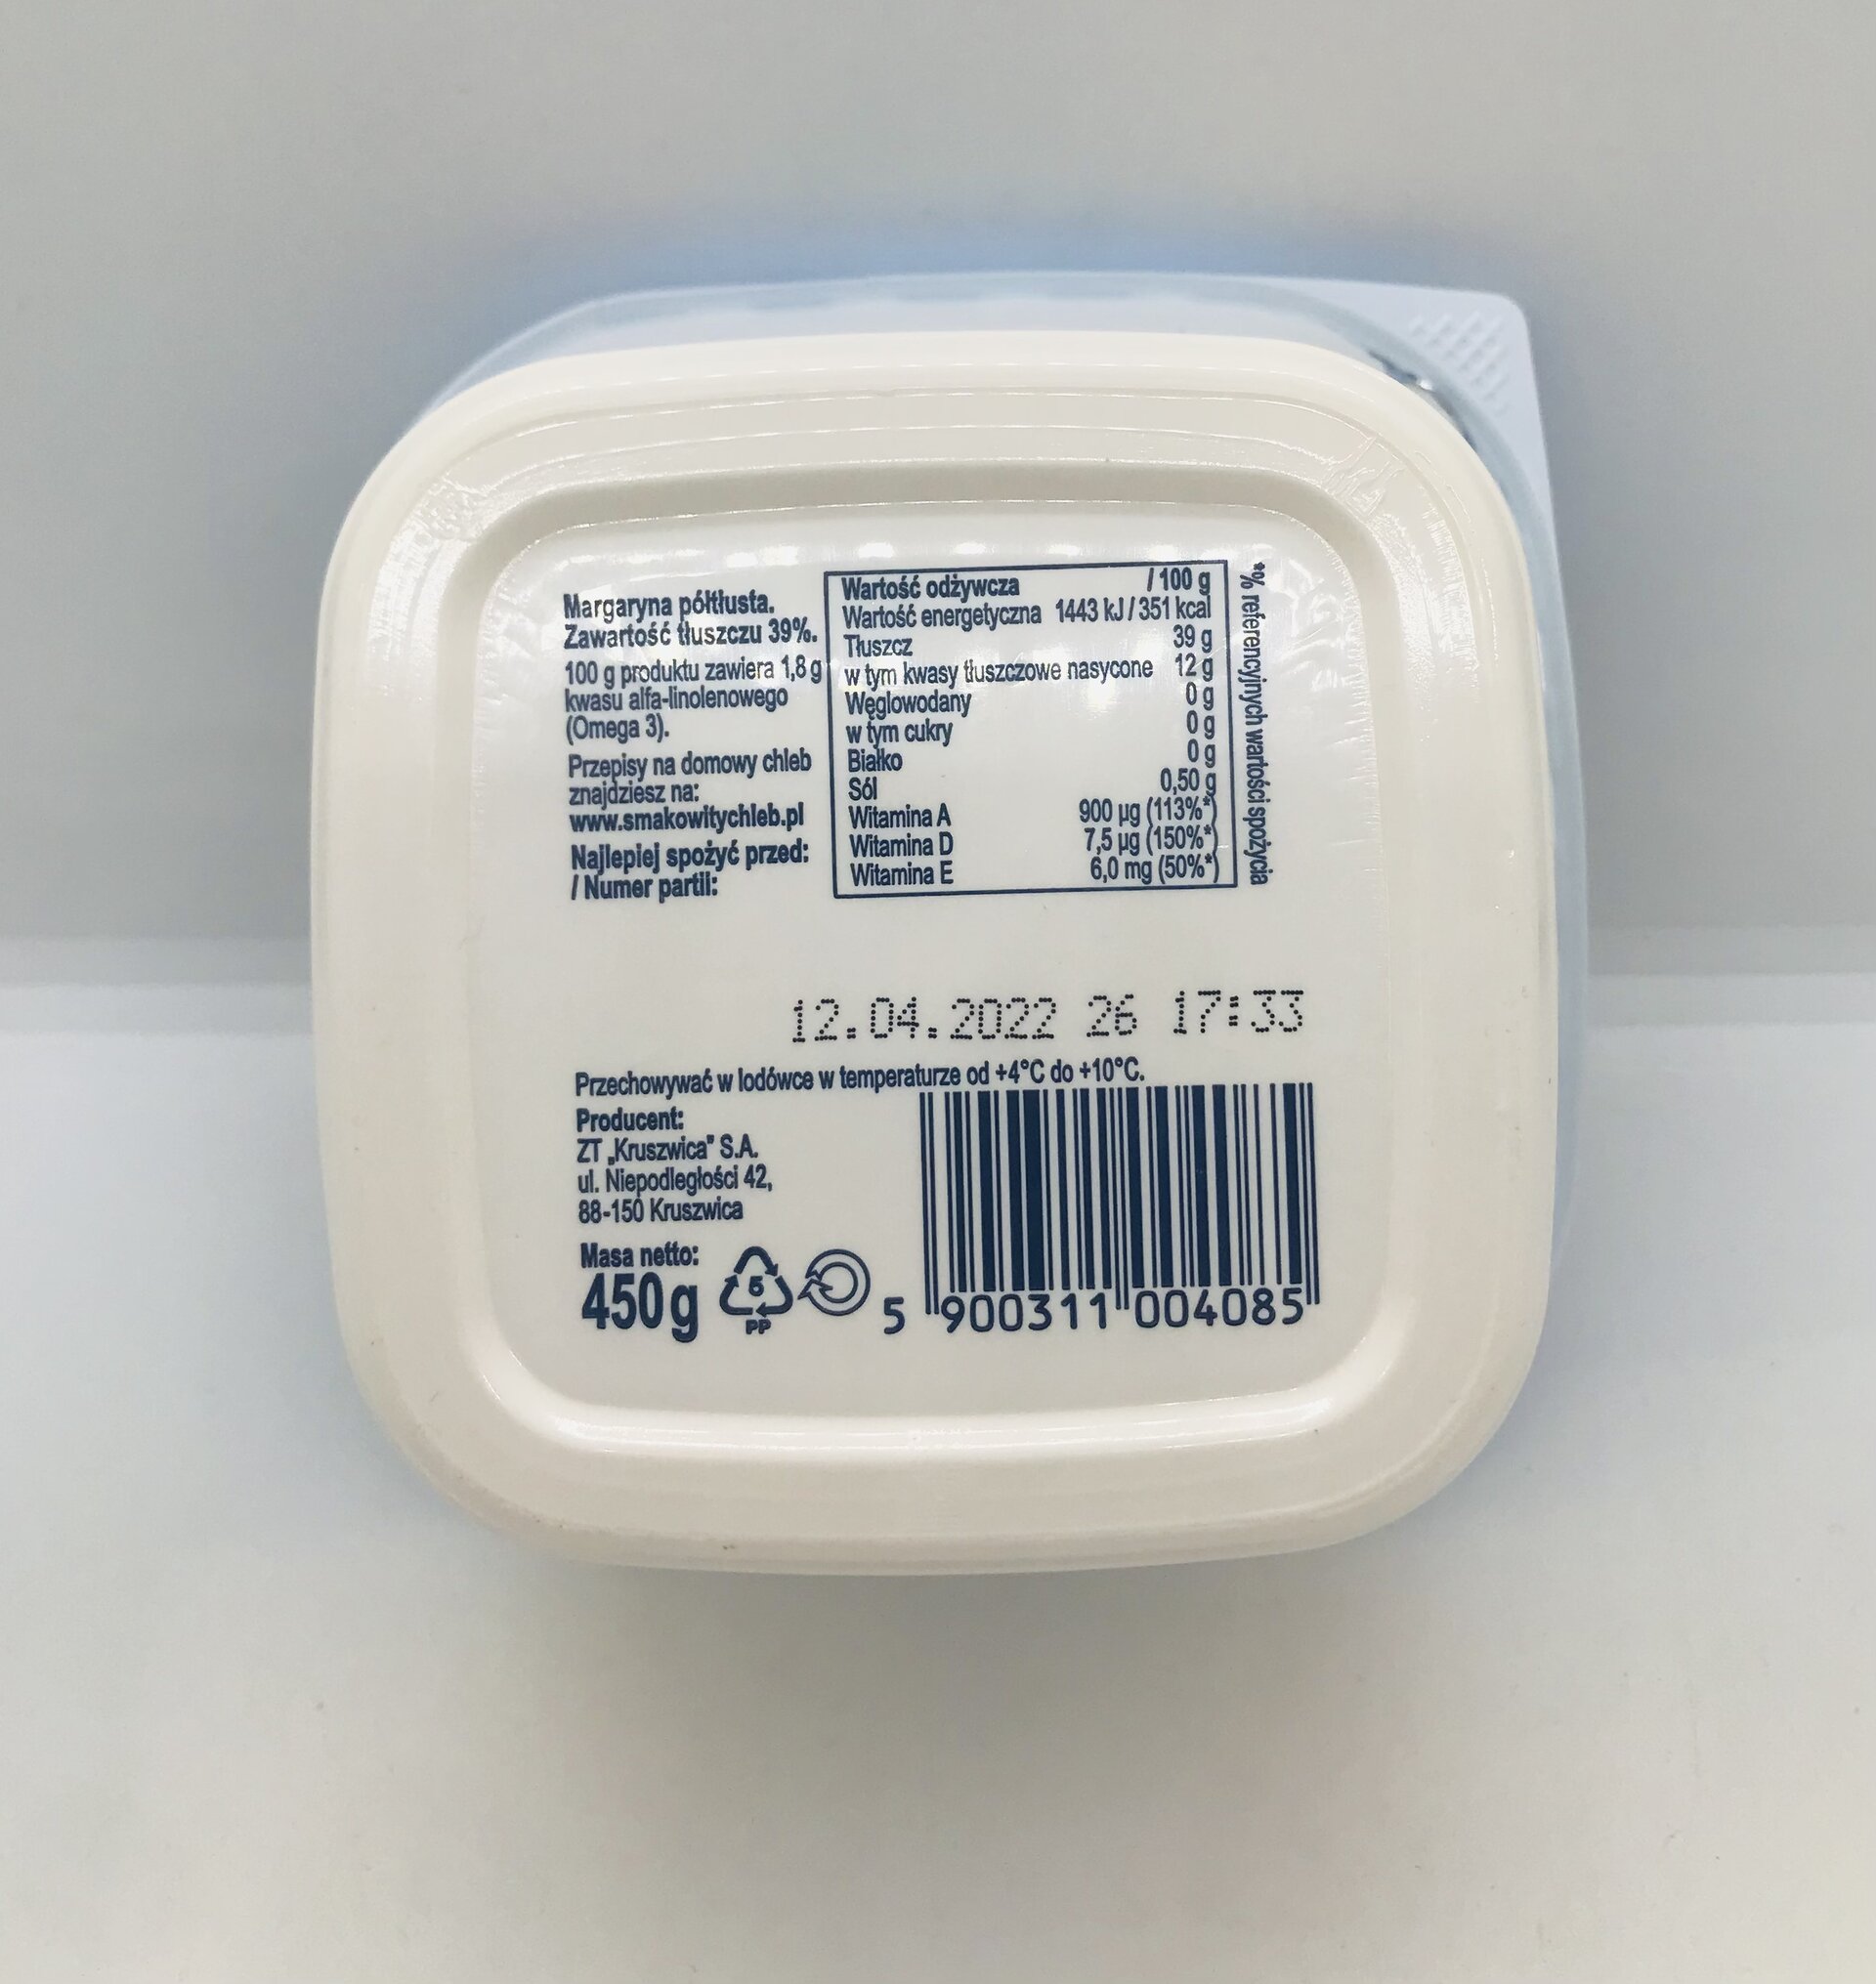 Margaryna półtłusta.
Zawartość tłuszczu 39%.
100 g produktu zawiera 1,8 g
kwasu alfa-linolenowego
(Omega 3).
Przepisy na domowy chleb
znajdziesz na:
www.smakowitychleb.pl
Najlepiej spożyć przed:
/ Numer partii:
Wartość odżywcza / 100 g
Wartość energetyczna 1443 kJ / 351 kcal
Tłuszcz 39 g
w tym kwasy tłuszczowe nasycone 12 g
Węglowodany 0 g
w tym cukry 0 g
Białko 0 g
Sól 0,50 g
Witamina A 900 µg (113%*)
Witamina D 7,5 µg (150%*)
Witamina E 6,0 mg (50%*)
*% referencyjnych wartości spożycia
12.04.2022 26 17:33
Przechowywać w lodówce w temperaturze od +4°C do +10°C.
Producent:
ZT „Kruszwica" S.A.
ul. Niepodległości 42,
88-150 Kruszwica
Masa netto:
450 g
5
PP
5 900311 004085